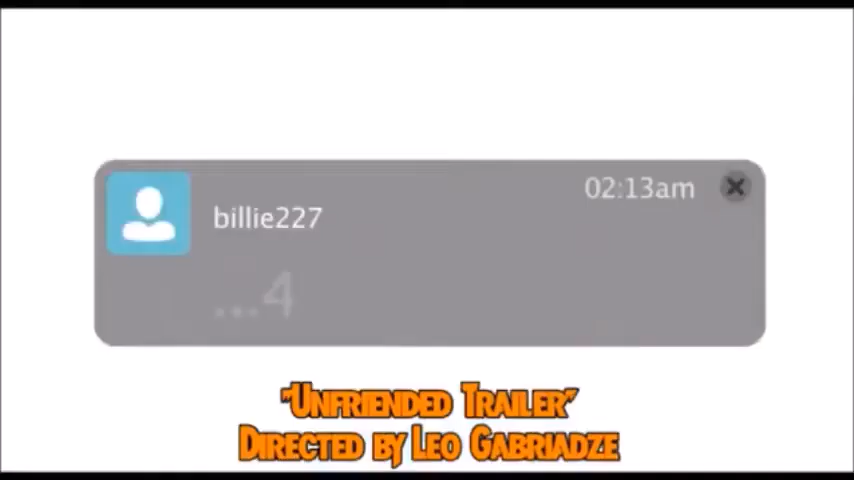 02:13am
billie227
...4
"Unfriended Trailer"
Directed by Leo Gabriadze